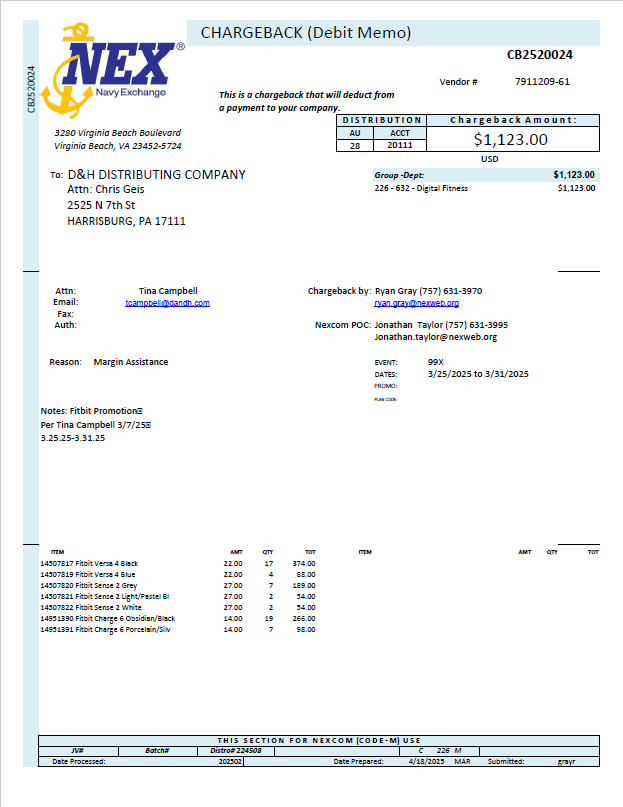 CHARGEBACK (Debit Memo)
CB2520024
NEX®
Navy Exchange
CB2520024
Vendor # 7911209-61
This is a chargeback that will deduct from
a payment to your company.
DISTRIBUTION Chargeback Amount:
AU ACCT $1,123.00
28 20111
3280 Virginia Beach Boulevard
Virginia Beach, VA 23452-5724
USD
To: D&H DISTRIBUTING COMPANY
Attn: Chris Geis
2525 N 7th St
HARRISBURG, PA 17111
Group -Dept: $1,123.00
226 - 632 - Digital Fitness $1,123.00
Attn: Tina Campbell Chargeback by: Ryan Gray (757) 631-3970
Email: tcampbell@dandh.com ryan.gray@nexweb.org
Fax:
Auth: Nexcom POC: Jonathan Taylor (757) 631-3995
Jonathan.taylor@nexweb.org
Reason: Margin Assistance EVENT: 99X
DATES: 3/25/2025 to 3/31/2025
PROMO:
PLAN CODE:
Notes: Fitbit Promotion
Per Tina Campbell 3/7/25
3.25.25-3.31.25
ITEM AMT QTY TOT ITEM AMT QTY TOT
14507817 Fitbit Versa 4 Black 22.00 17 374.00
14507819 Fitbit Versa 4 Blue 22.00 4 88.00
14507820 Fitbit Sense 2 Grey 27.00 7 189.00
14507821 Fitbit Sense 2 Light/Pastel Bl 27.00 2 54.00
14507822 Fitbit Sense 2 White 27.00 2 54.00
14951390 Fitbit Charge 6 Obsidian/Black 14.00 19 266.00
14951391 Fitbit Charge 6 Porcelain/Silv 14.00 7 98.00
THIS SECTION FOR NEXCOM (CODE-M) USE
JV# Batch# Distro# 224508 C 226 M
Date Processed: 202502 Date Prepared: 4/18/2025 MAR Submitted: grayr